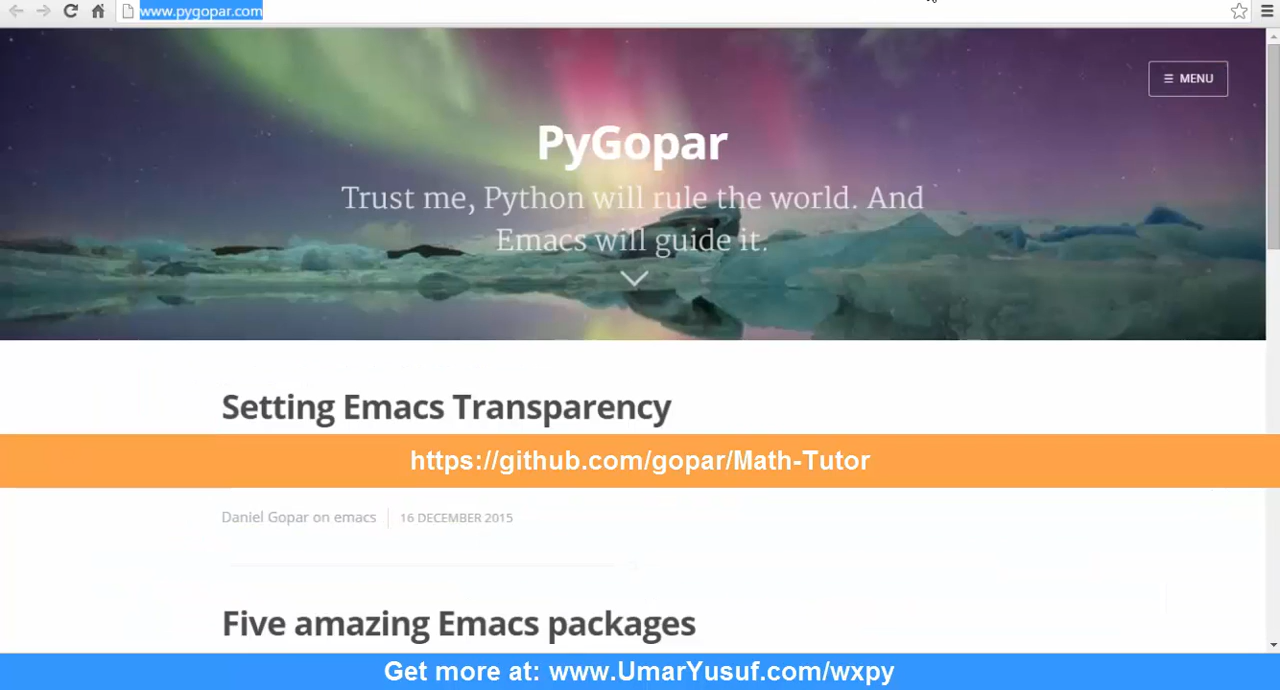 www.pygopar.com
☰ MENU
PyGopar
Trust me, Python will rule the world. And
Emacs will guide it.
Setting Emacs Transparency
https://github.com/gopar/Math-Tutor
Daniel Gopar on emacs | 16 DECEMBER 2015
Five amazing Emacs packages
Get more at: www.UmarYusuf.com/wxpy